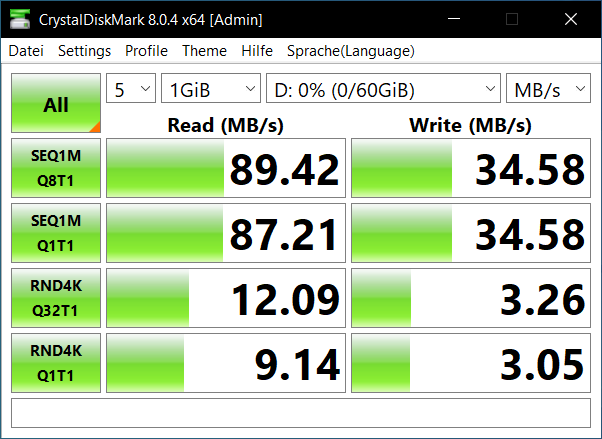 CrystalDiskMark 8.0.4 x64 [Admin]
Datei Settings Profile Theme Hilfe Sprache(Language)
All 5 1GiB D: 0% (0/60GiB) MB/s
Read (MB/s) Write (MB/s)
SEQ1M
Q8T1 89.42 34.58
SEQ1M
Q1T1 87.21 34.58
RND4K
Q32T1 12.09 3.26
RND4K
Q1T1 9.14 3.05